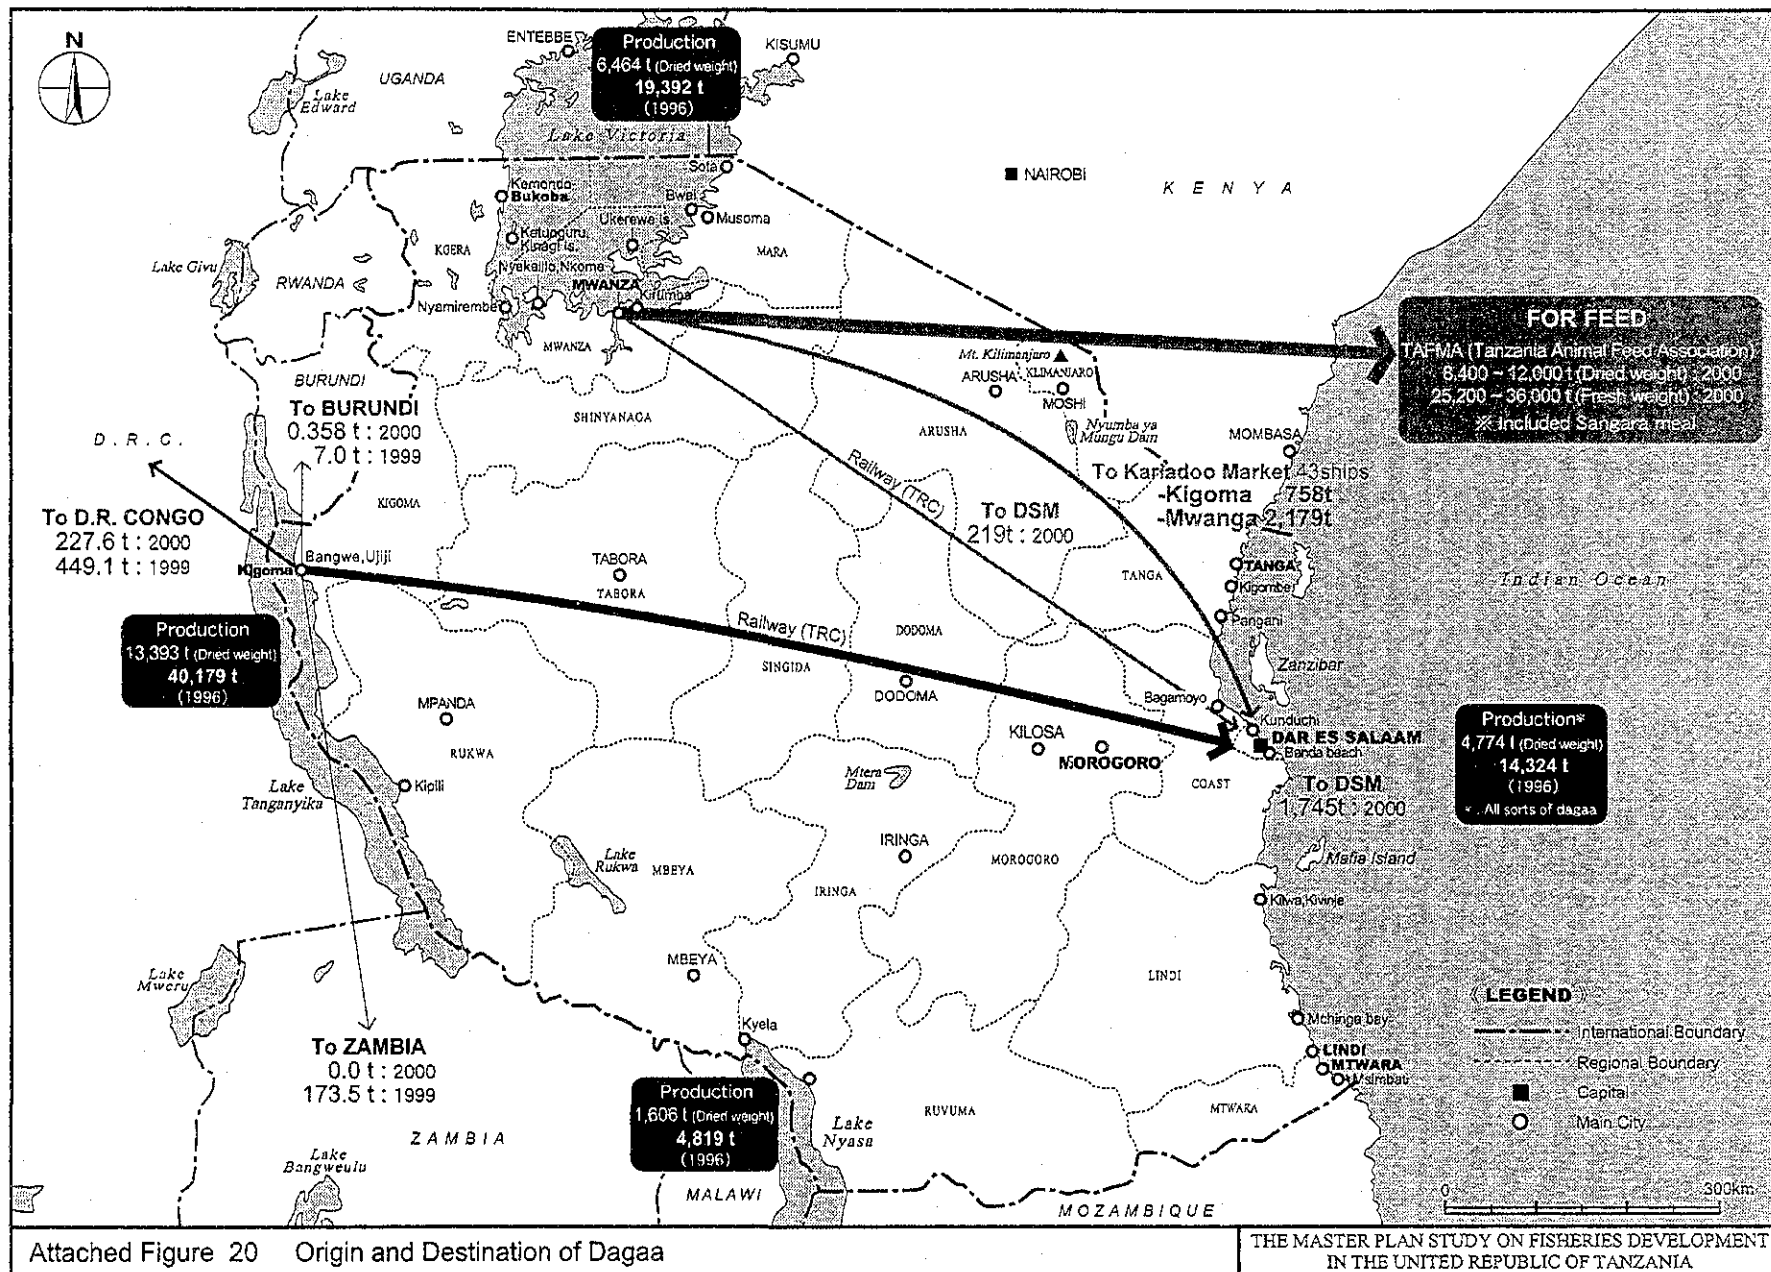 N
ENTEBBE
Production
6,464 t (Dried weight)
19,392 t
(1996)
KISUMU
UGANDA
Lake
Edward
Lake Victoria
Sota
NAIROBI
K E N Y A
Kemondo
Bukoba
Bwai
Musoma
Ukerewe is.
Katunguru,
Kinagi is.
KGERA
MARA
Lake Givu
RWANDA
Nyakaliio, Nkome
MWANZA
Kirumba
Nyamirembe
MWANZA
FOR FEED
TAFMA (Tanzania Animal Feed Association)
8,400 ~ 12,000 t (Dried weight) : 2000
25,200 ~ 36,000 t (Fresh weight) : 2000
※ Included Sangara meal
Mt. Kilimanjaro
KLIMANJARO
ARUSHA
MOSHI
BURUNDI
To BURUNDI
0.358 t : 2000
7.0 t : 1999
SHINYANAGA
ARUSHA
Nyumba ya
Mungu Dam
MOMBASA
D. R. C.
Railway (TRC)
To Kariadoo Market 43ships
-Kigoma 758t
-Mwanga 2,179t
KIGOMA
To D.R. CONGO
227.6 t : 2000
449.1 t : 1999
To DSM
219t : 2000
Bangwe, Ujiji
Kigoma
TABORA
TABORA
TANGA
TANGA
Kigombe
Pangani
Indian Ocean
Production
13,393 t (Dried weight)
40,179 t
(1996)
Railway (TRC)
DODOMA
SINGIDA
DODOMA
Zanzibar
MPANDA
RUKWA
Bagamoyo
Kunduchi
DAR ES SALAAM
Banda beach
KILOSA
MOROGORO
Production*
4,774 t (Dried weight)
14,324 t
(1996)
* : All sorts of dagaa
Mtera
Dam
COAST
To DSM
1,745t : 2000
Lake
Tanganyika
Kipili
IRINGA
Lake
Rukwa
MBEYA
IRINGA
MOROGORO
Mafia Island
Kilwa, Kivinje
MBEYA
LINDI
Lake
Mweru
《LEGEND》
International Boundary
Regional Boundary
Capital
Main City
Mchinga bay
LINDI
MTWARA
Msimbati
Kyela
To ZAMBIA
0.0 t : 2000
173.5 t : 1999
Production
1,606 t (Dried weight)
4,819 t
(1996)
RUVUMA
MTWARA
Lake
Nyasa
ZAMBIA
Lake
Bangweulu
MALAWI
MOZAMBIQUE
0 300km
Attached Figure 20 Origin and Destination of Dagaa
THE MASTER PLAN STUDY ON FISHERIES DEVELOPMENT
IN THE UNITED REPUBLIC OF TANZANIA